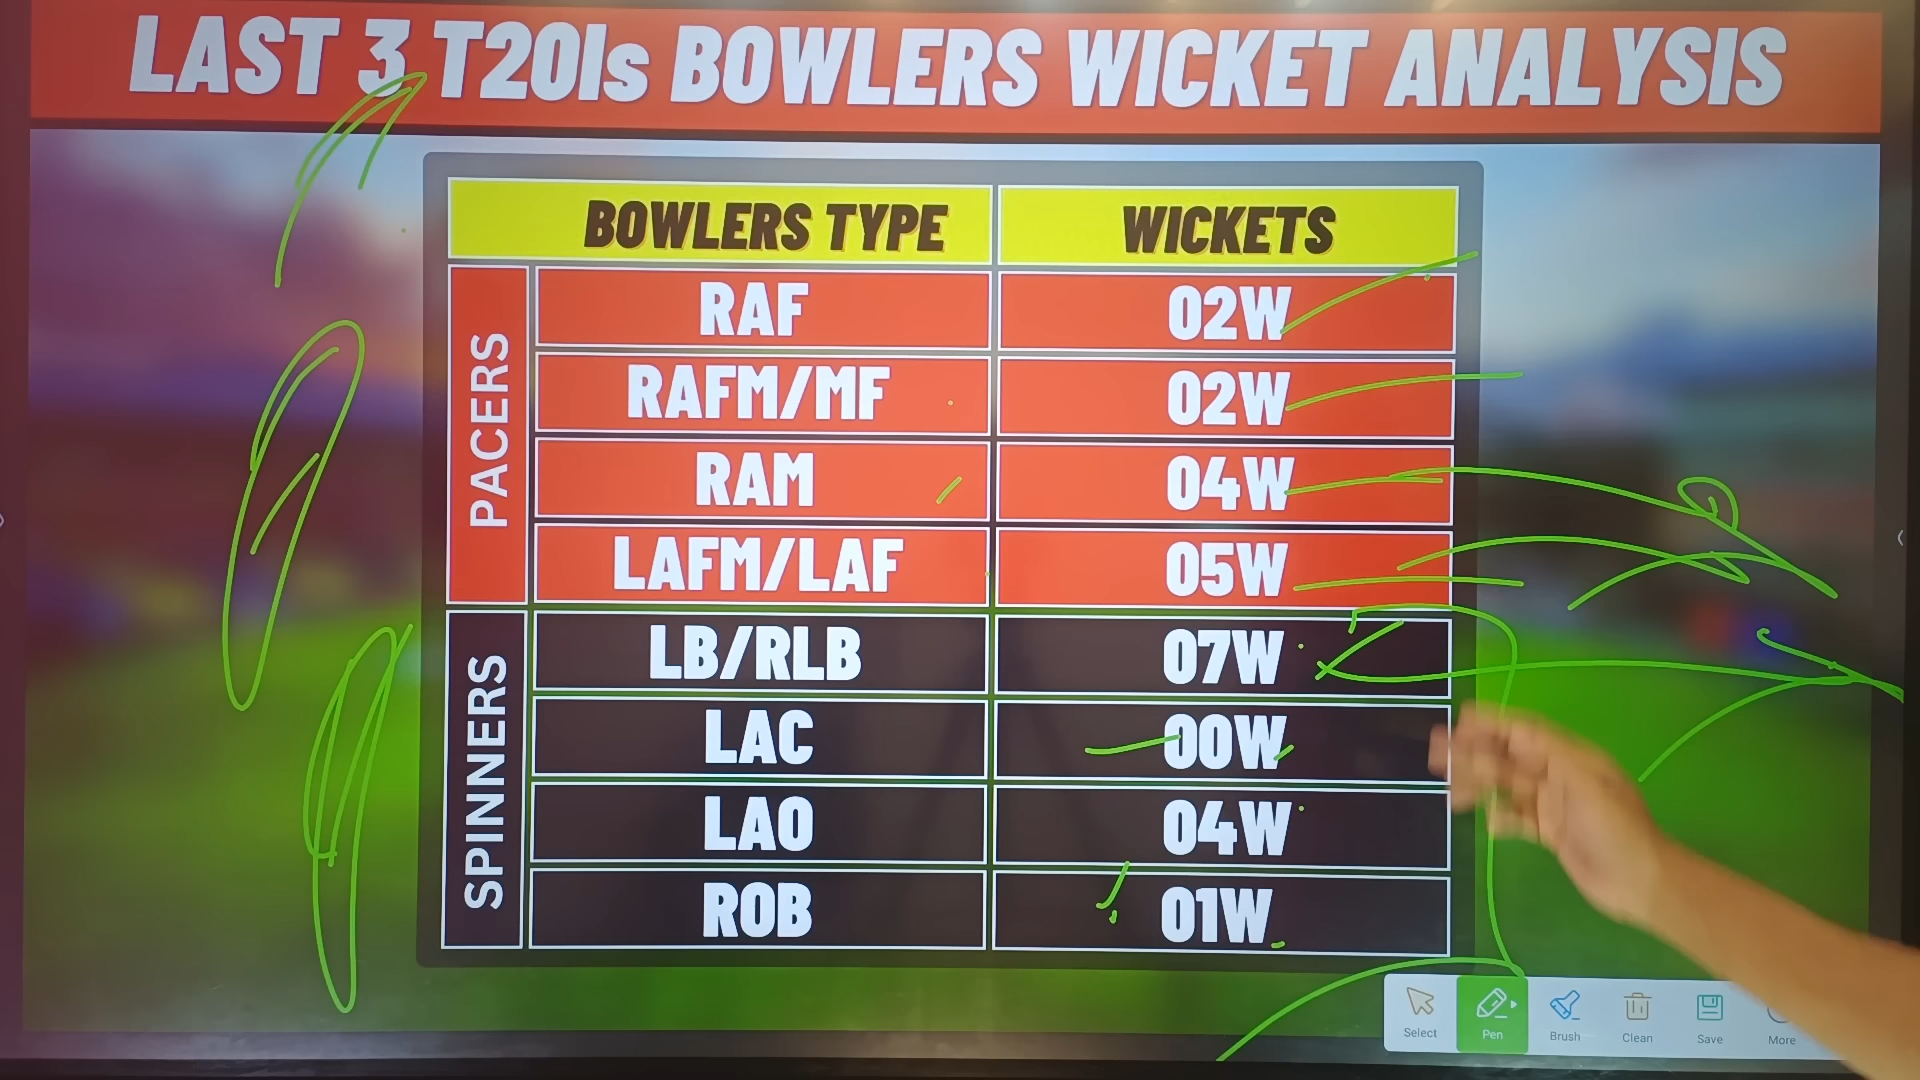 LAST 3 T20Is BOWLERS WICKET ANALYSIS
BOWLERS TYPE WICKETS
PACERS
RAF 02W
RAFM/MF 02W
RAM 04W
LAFM/LAF 05W
SPINNERS
LB/RLB 07W
LAC 00W
LAO 04W
ROB 01W
Select Pen Brush Clean Save More